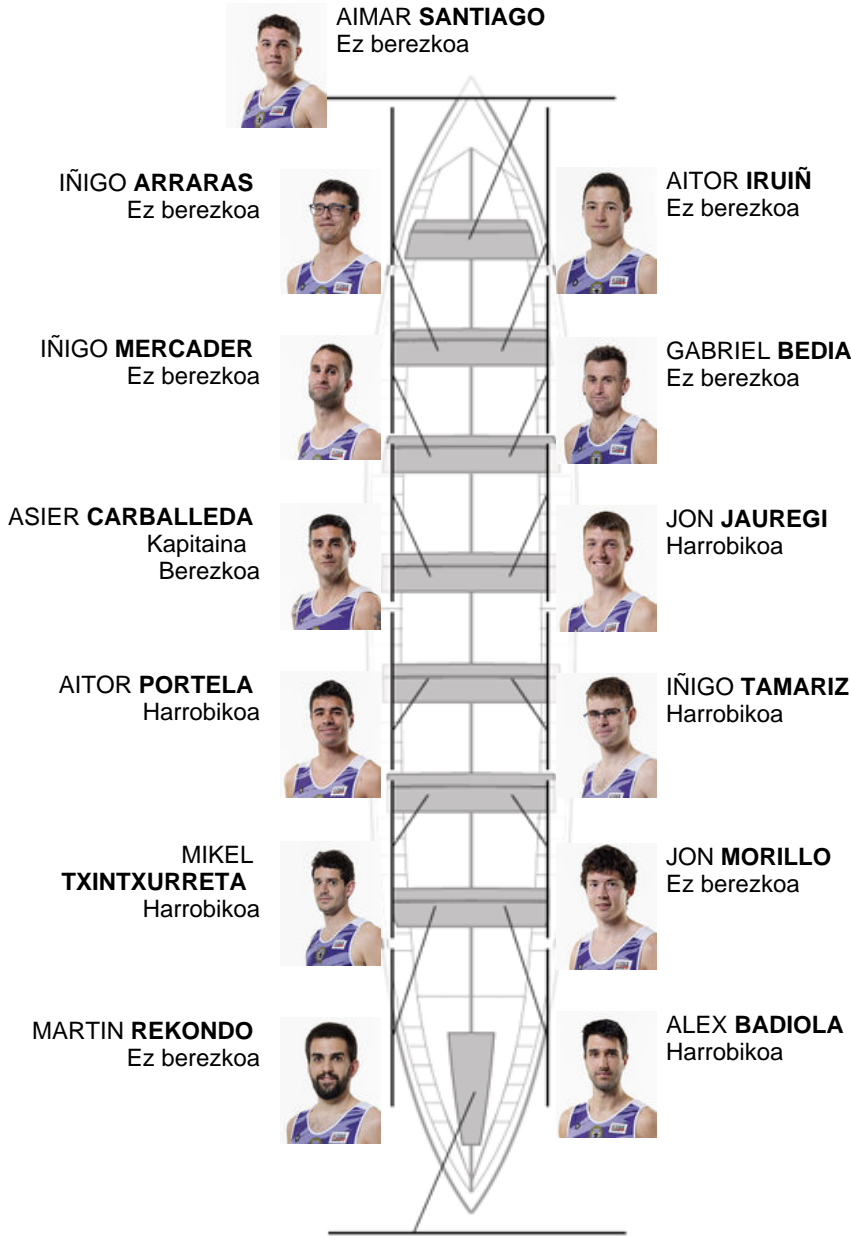 AIMAR SANTIAGO
Ez berezkoa
IÑIGO ARRARAS
Ez berezkoa
AITOR IRUIÑ
Ez berezkoa
IÑIGO MERCADER
Ez berezkoa
GABRIEL BEDIA
Ez berezkoa
ASIER CARBALLEDA
Kapitaina
Berezkoa
JON JAUREGI
Harrobikoa
AITOR PORTELA
Harrobikoa
IÑIGO TAMARIZ
Harrobikoa
MIKEL
TXINTXURRETA
Harrobikoa
JON MORILLO
Ez berezkoa
MARTIN REKONDO
Ez berezkoa
ALEX BADIOLA
Harrobikoa